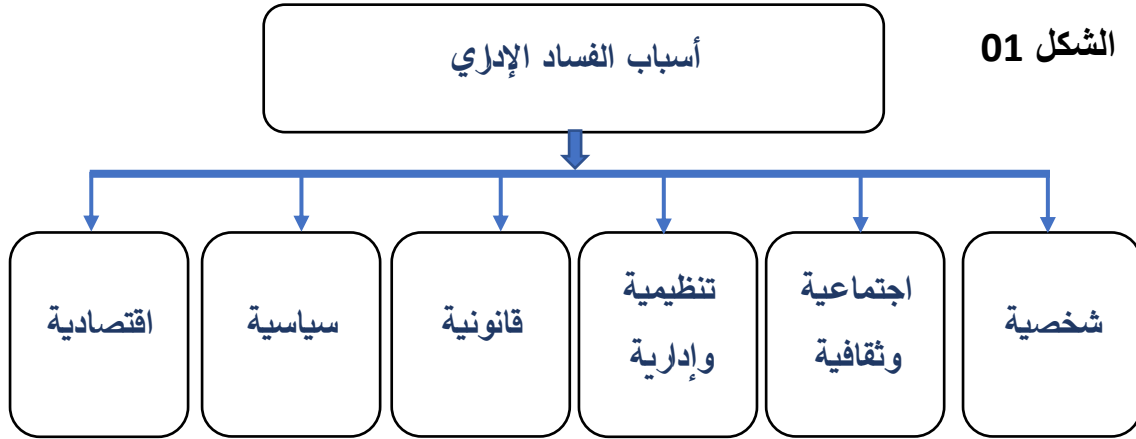 الشكل 01
أسباب الفساد الإداري
شخصية
اجتماعية
وثقافية
تنظيمية
وإدارية
قانونية
سياسية
اقتصادية